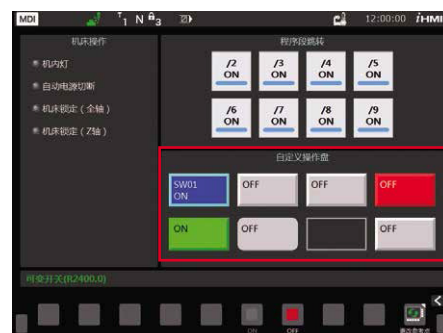 MDI T1 N 3 12:00:00 iHMI
机床操作
机内灯
自动电源切断
机床锁定(全轴)
机床锁定(Z轴)
程序段跳转
/2 ON /3 ON /4 ON /5 ON
/6 ON /7 ON /8 ON /9 ON
自定义操作盘
SW01 ON OFF OFF OFF
ON OFF OFF
可变开关(R2400.0)
ON OFF